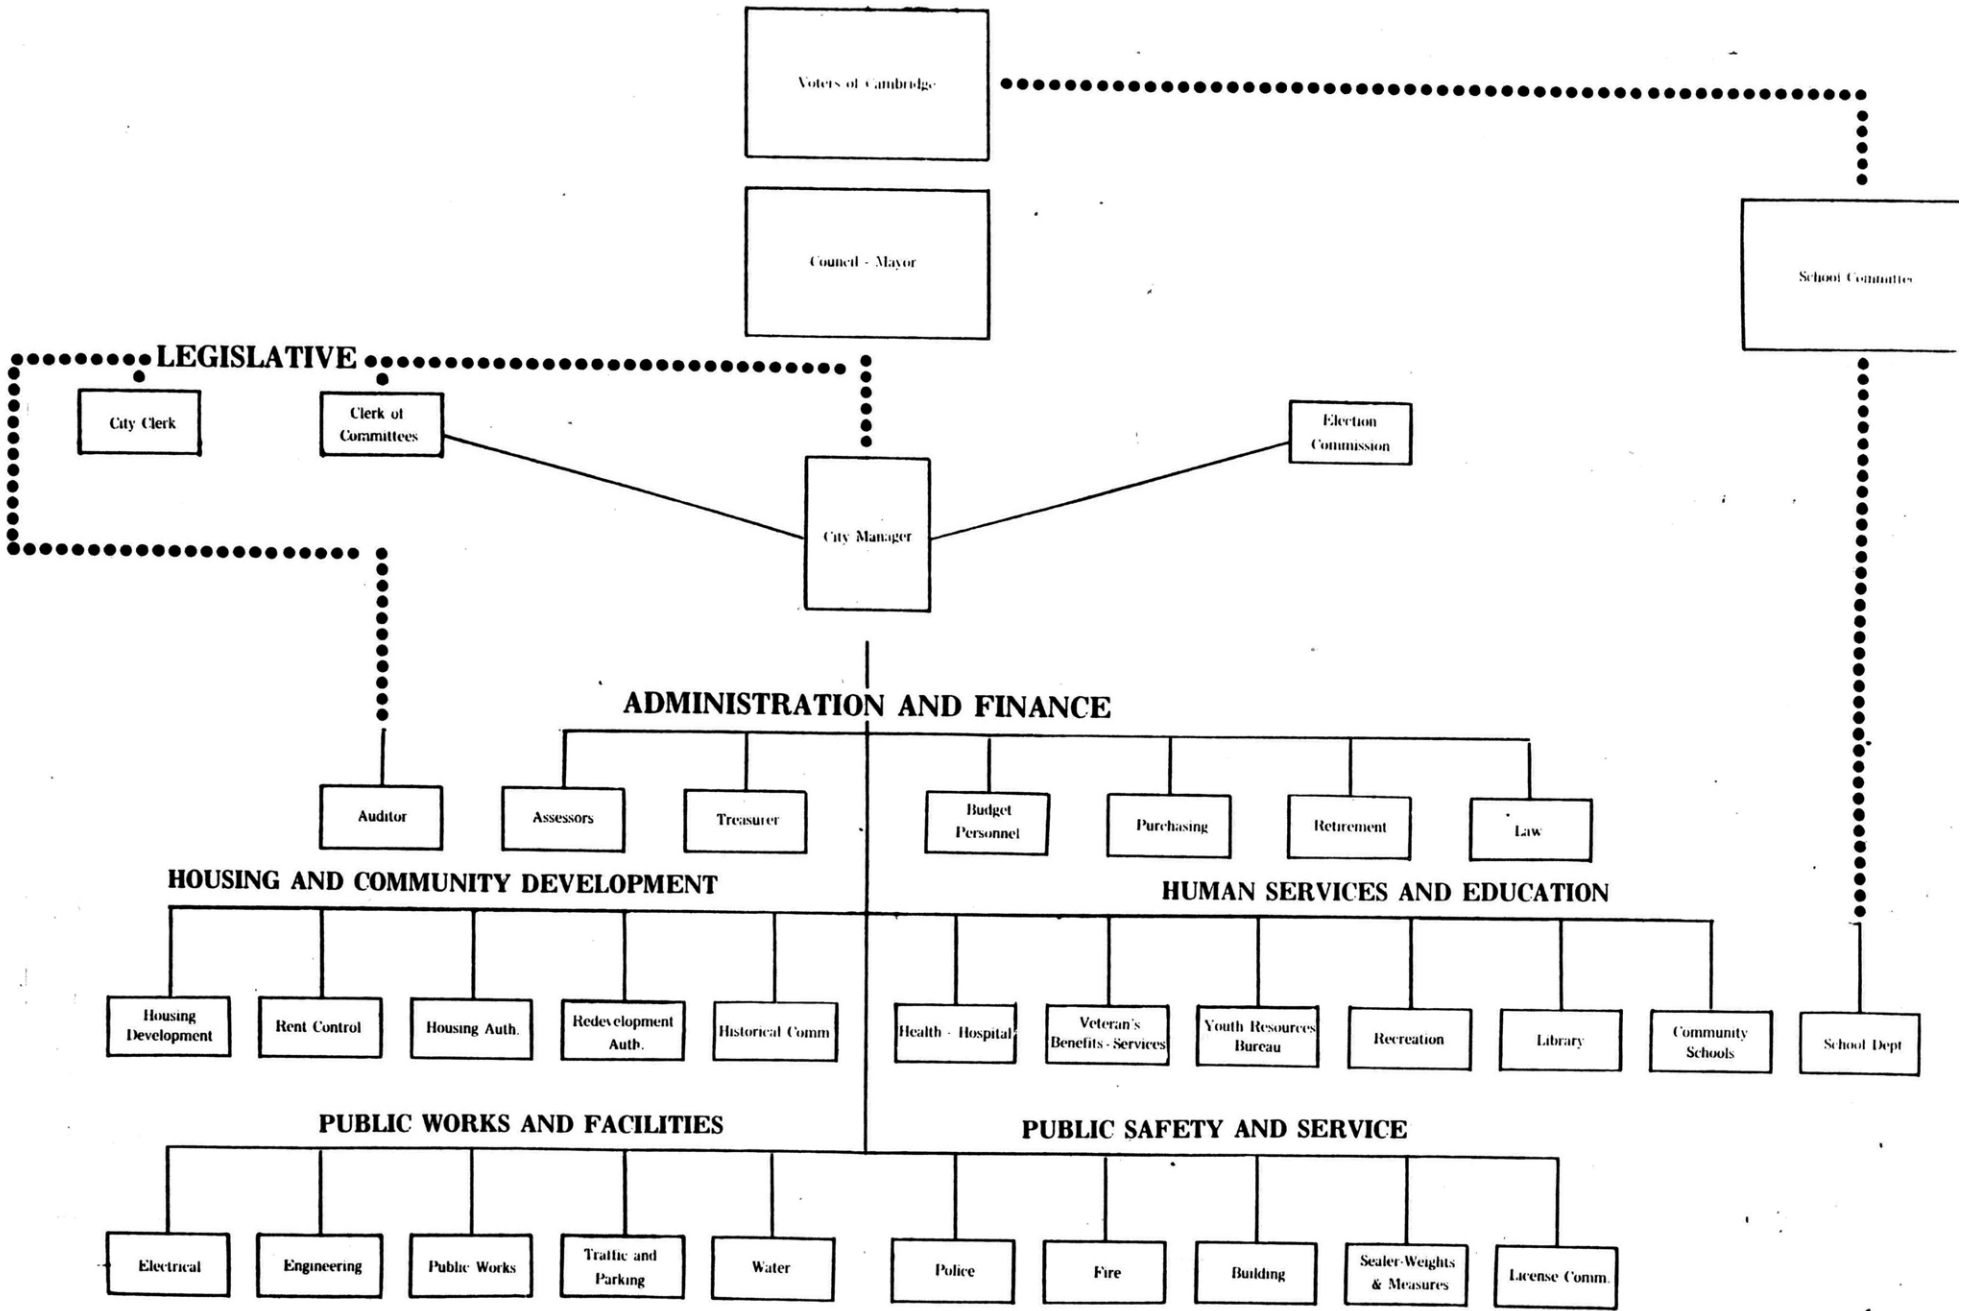 Voters of Cambridge
Council - Mayor
School Committee
LEGISLATIVE
City Clerk
Clerk of
Committees
Election
Commission
City Manager
ADMINISTRATION AND FINANCE
Auditor
Assessors
Treasurer
Budget
Personnel
Purchasing
Retirement
Law
HOUSING AND COMMUNITY DEVELOPMENT
HUMAN SERVICES AND EDUCATION
Housing
Development
Rent Control
Housing Auth.
Redevelopment
Auth.
Historical Comm
Health - Hospital
Veteran's
Benefits - Services
Youth Resources
Bureau
Recreation
Library
Community
Schools
School Dept
PUBLIC WORKS AND FACILITIES
PUBLIC SAFETY AND SERVICE
Electrical
Engineering
Public Works
Traffic and
Parking
Water
Police
Fire
Building
Sealer-Weights
& Measures
License Comm.